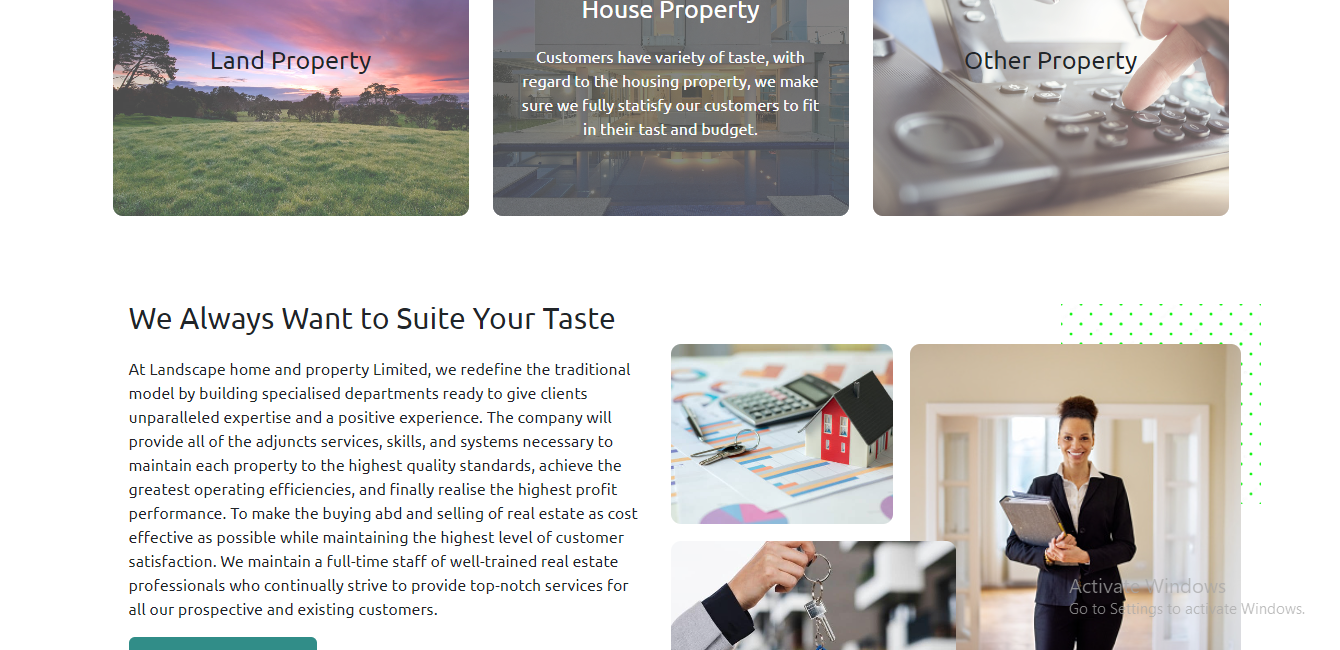 Land Property
House Property
Customers have variety of taste, with
regard to the housing property, we make
sure we fully statisfy our customers to fit
in their tast and budget.
Other Property
We Always Want to Suite Your Taste
At Landscape home and property Limited, we redefine the traditional
model by building specialised departments ready to give clients
unparalleled expertise and a positive experience. The company will
provide all of the adjuncts services, skills, and systems necessary to
maintain each property to the highest quality standards, achieve the
greatest operating efficiencies, and finally realise the highest profit
performance. To make the buying abd and selling of real estate as cost
effective as possible while maintaining the highest level of customer
satisfaction. We maintain a full-time staff of well-trained real estate
professionals who continually strive to provide top-notch services for
all our prospective and existing customers.
Activate Windows
Go to Settings to activate Windows.